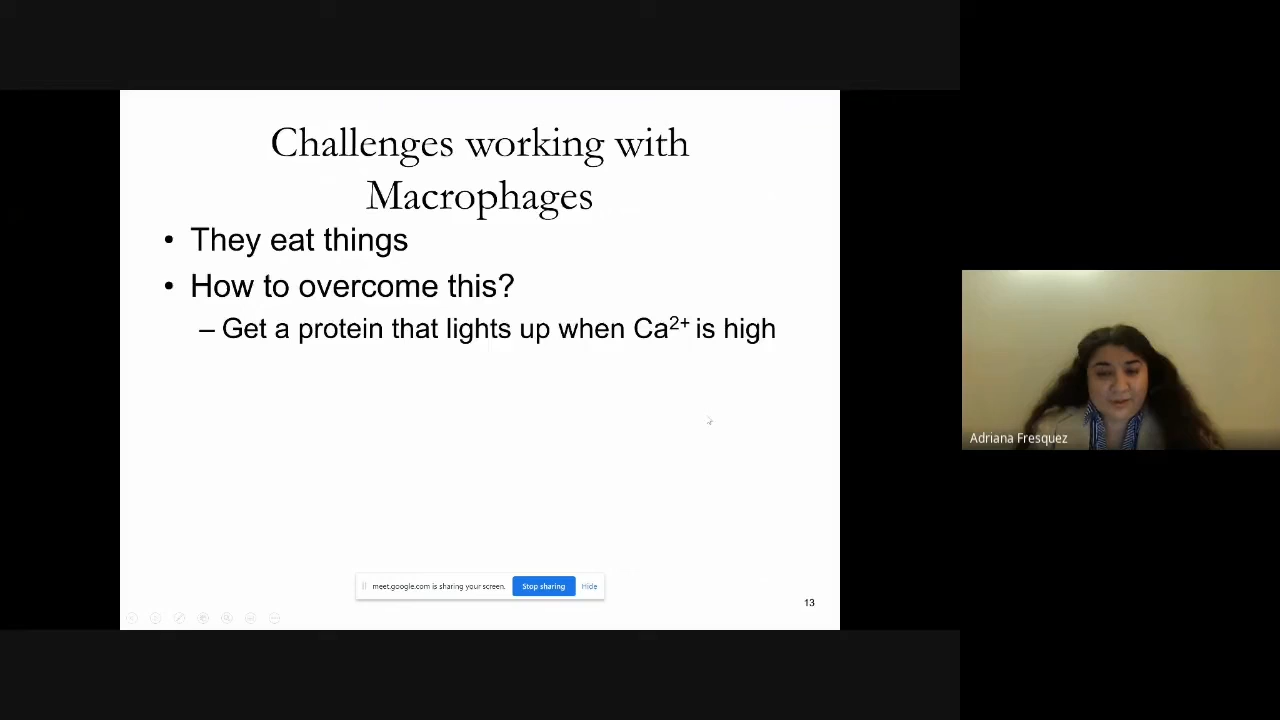 Challenges working with
Macrophages
• They eat things
• How to overcome this?
– Get a protein that lights up when Ca²⁺ is high
Adriana Fresquez
meet.google.com is sharing your screen. Stop sharing Hide
13